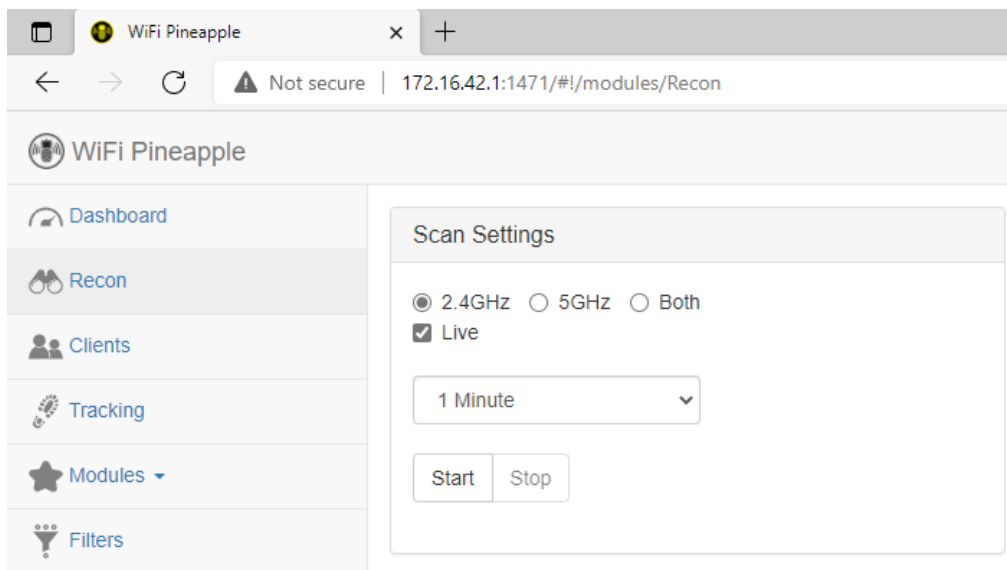 WiFi Pineapple
Not secure | 172.16.42.1:1471/#!/modules/Recon
WiFi Pineapple
Dashboard
Recon
Clients
Tracking
Modules
Filters
Scan Settings
2.4GHz 5GHz Both
Live
1 Minute
Start Stop